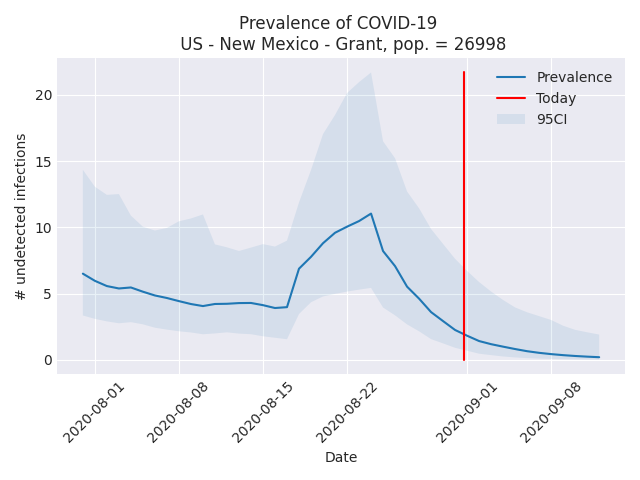 Prevalence of COVID-19
US - New Mexico - Grant, pop. = 26998
Prevalence
Today
95CI
# undetected infections
20
15
10
5
0
2020-08-01
2020-08-08
2020-08-15
2020-08-22
2020-09-01
2020-09-08
Date